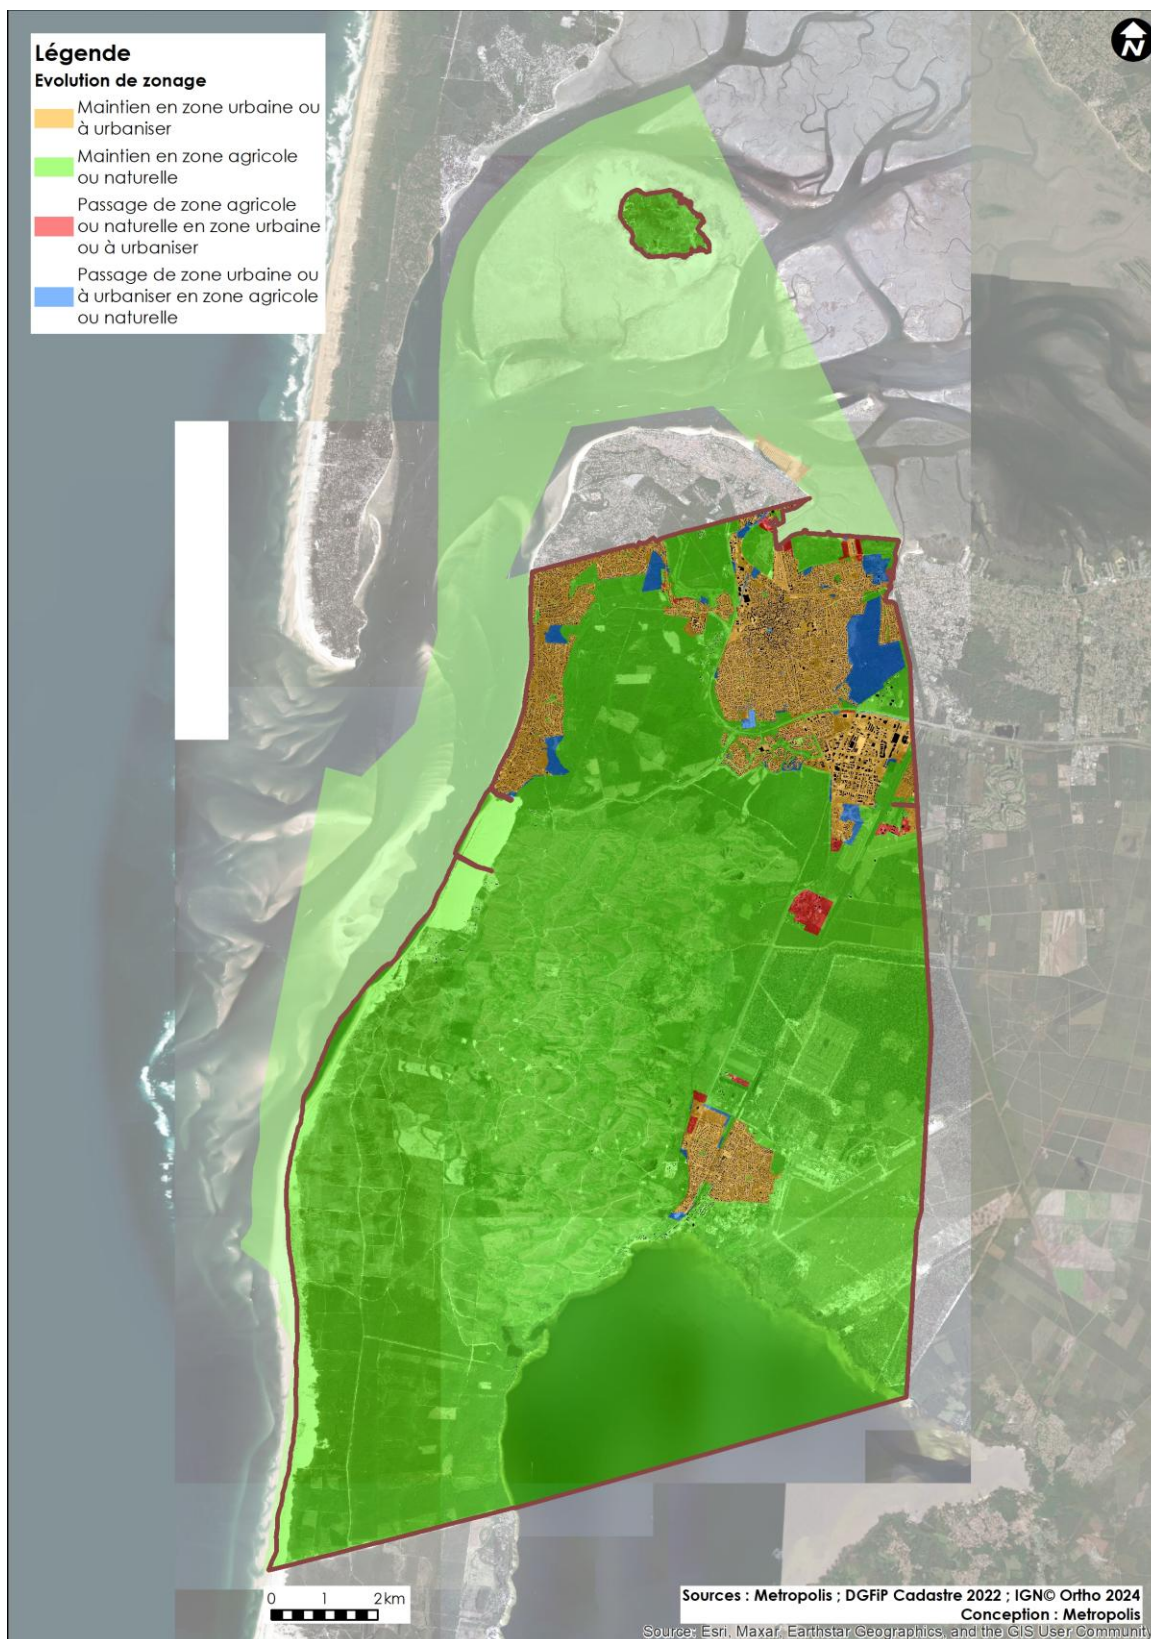 Légende
Evolution de zonage
Maintien en zone urbaine ou
à urbaniser
Maintien en zone agricole
ou naturelle
Passage de zone agricole
ou naturelle en zone urbaine
ou à urbaniser
Passage de zone urbaine ou
à urbaniser en zone agricole
ou naturelle
N
0 1 2 km
Sources : Metropolis ; DGFiP Cadastre 2022 ; IGN© Ortho 2024
Conception : Metropolis
Source: Esri, Maxar, Earthstar Geographics, and the GIS User Community